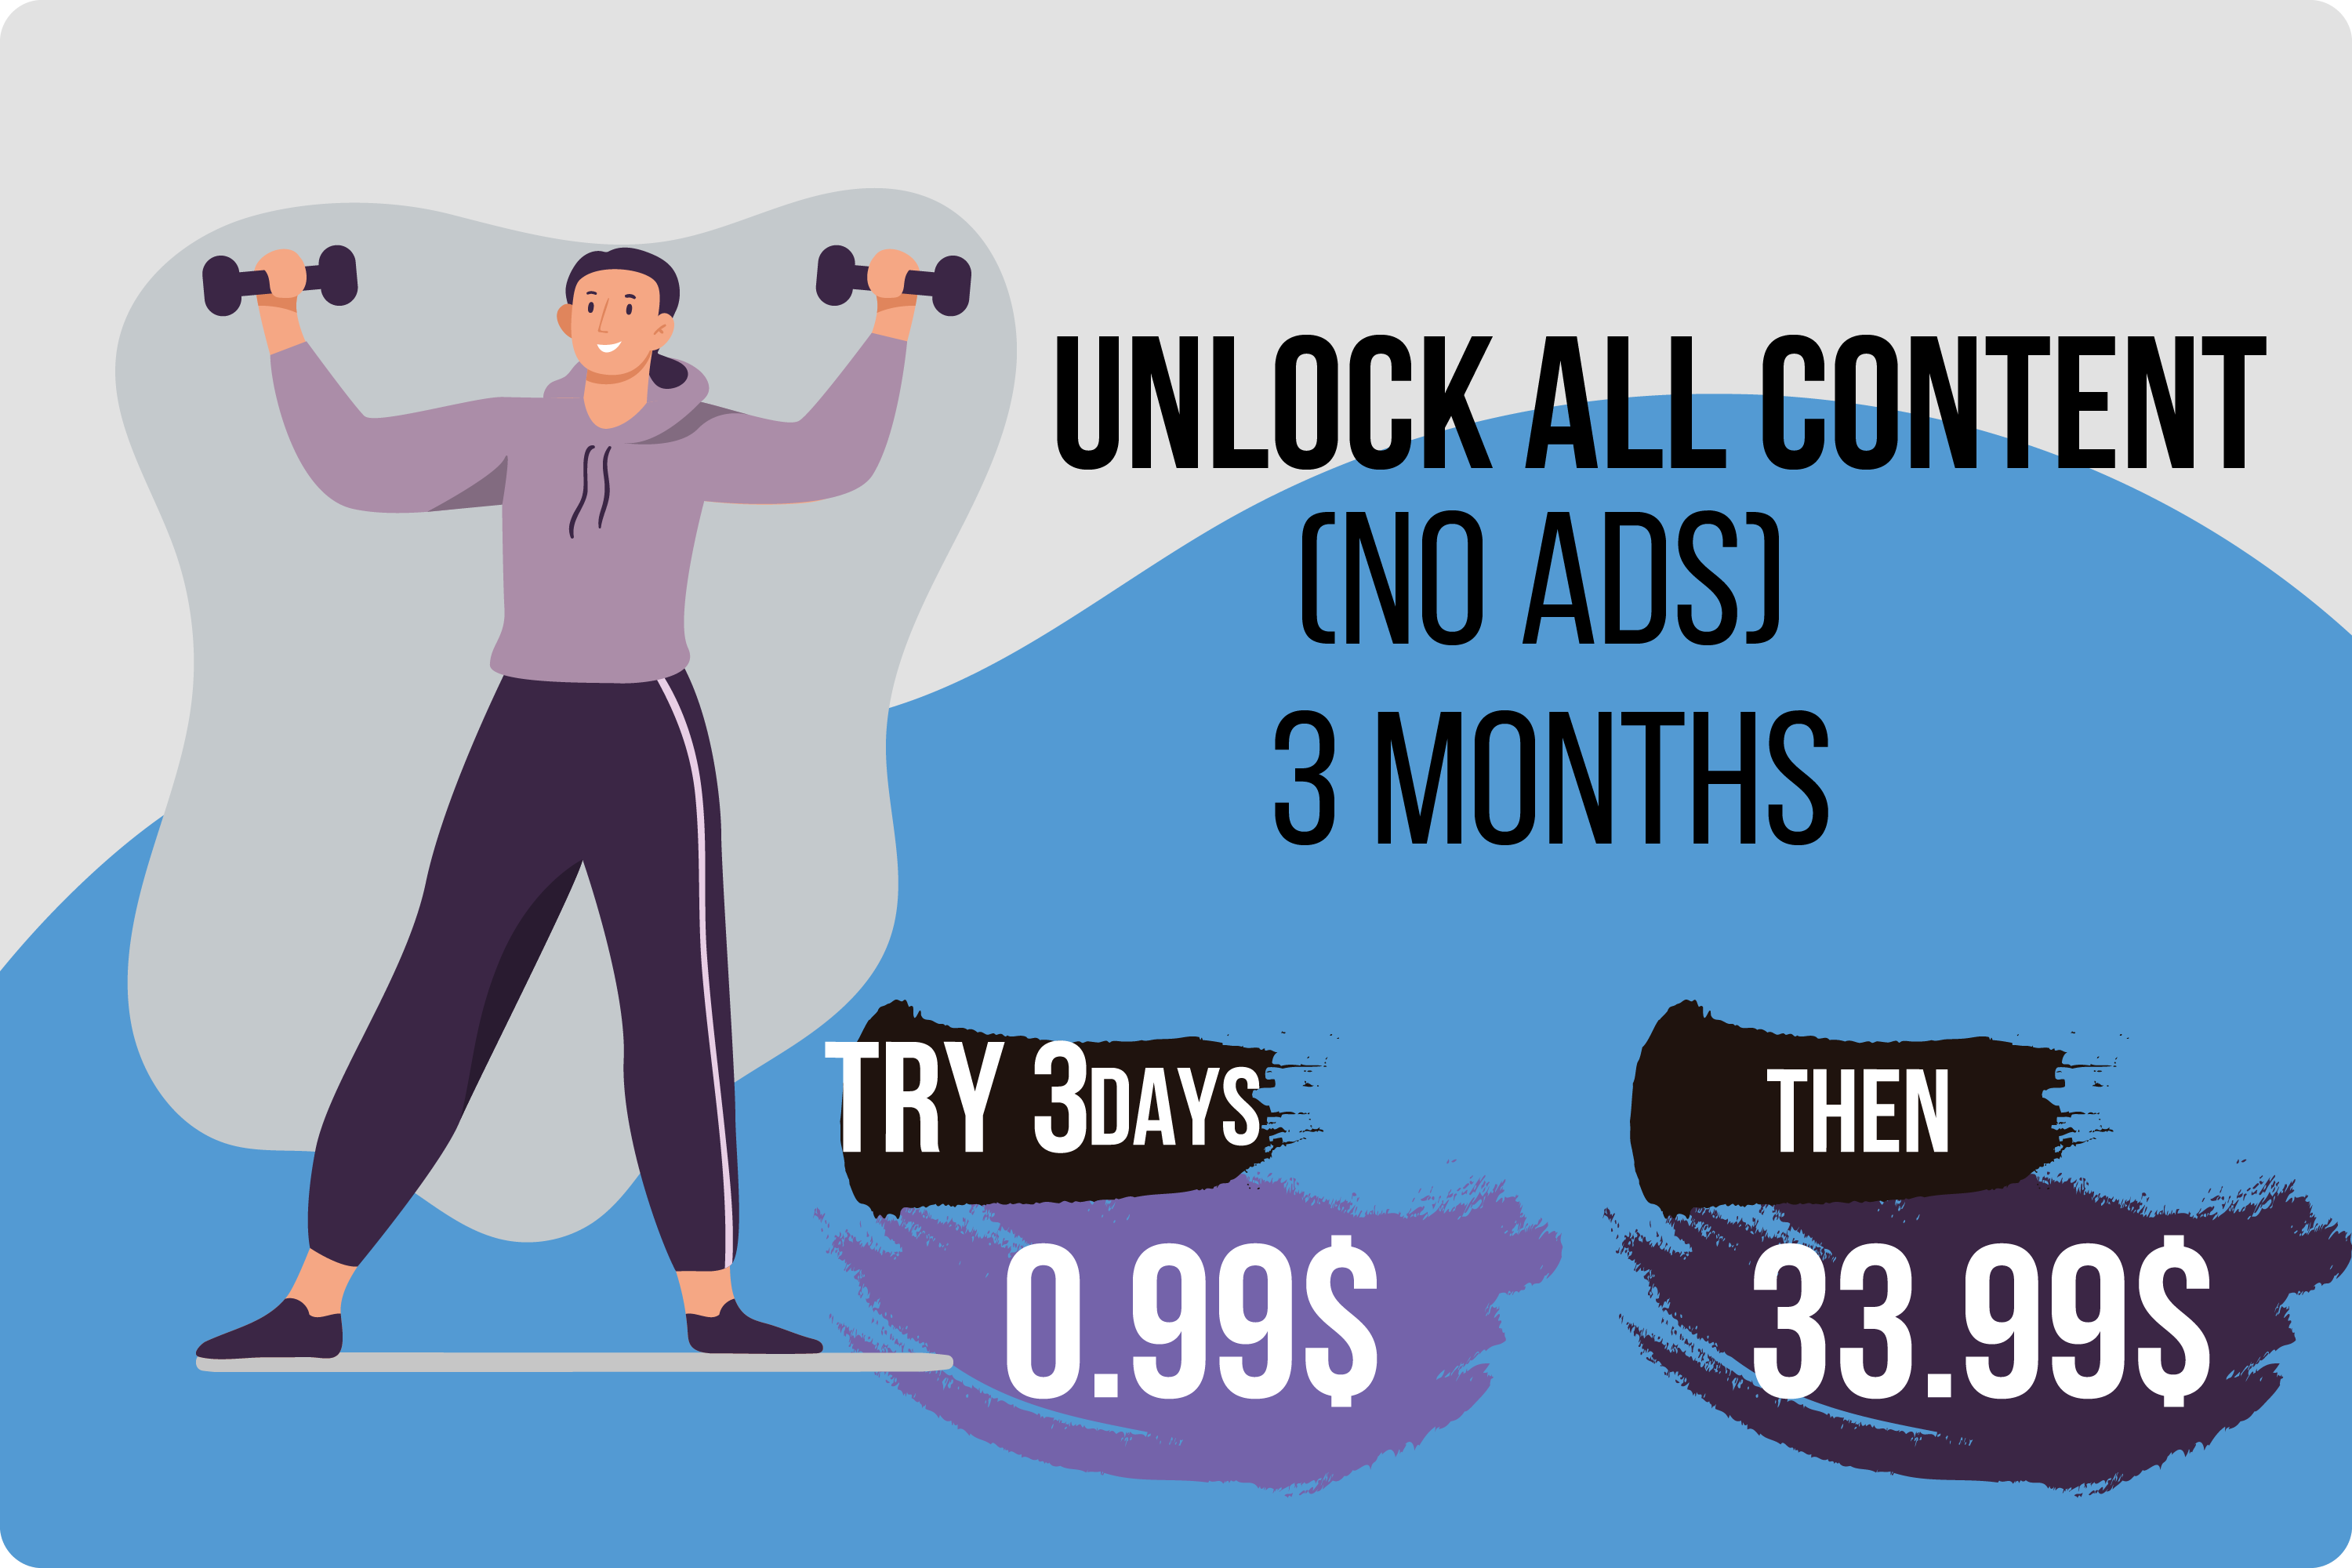 UNLOCK ALL CONTENT
(NO ADS)
3 MONTHS
TRY 3DAYS
0.99$
THEN
33.99$